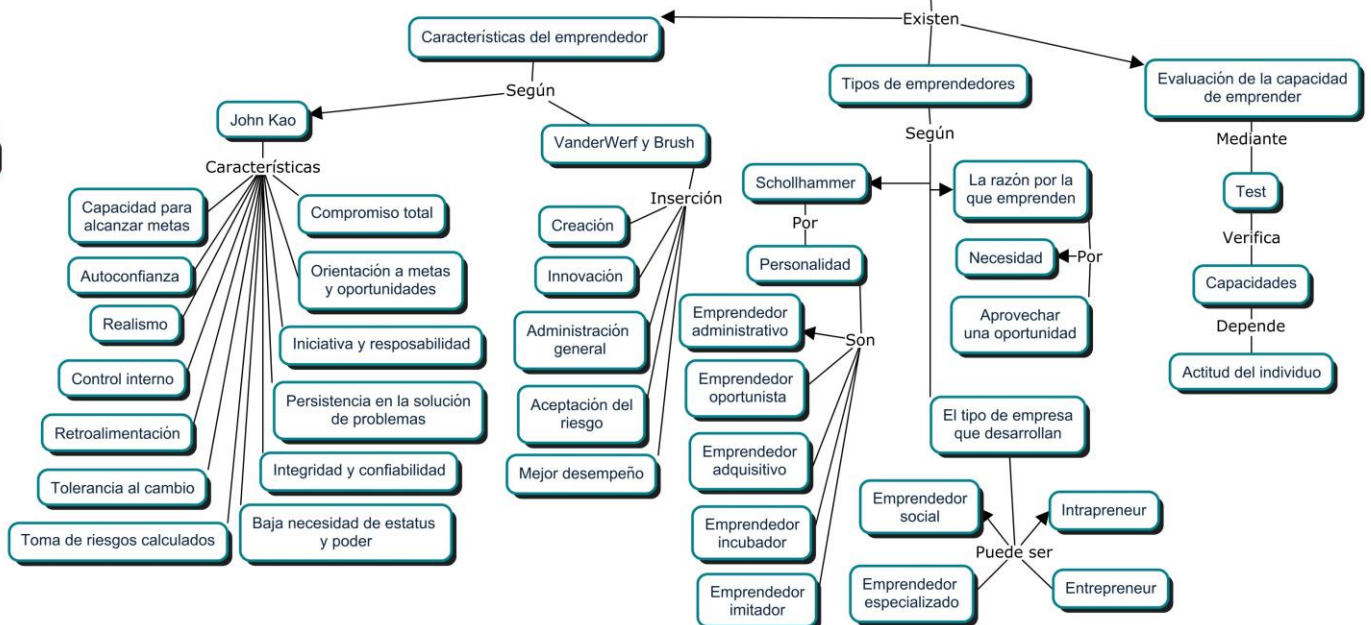 Existen
Características del emprendedor
Según
John Kao
Características
Capacidad para
alcanzar metas
Autoconfianza
Realismo
Control interno
Retroalimentación
Tolerancia al cambio
Toma de riesgos calculados
Compromiso total
Orientación a metas
y oportunidades
Iniciativa y resposabilidad
Persistencia en la solución
de problemas
Integridad y confiabilidad
Baja necesidad de estatus
y poder
VanderWerf y Brush
Inserción
Creación
Innovación
Administración
general
Aceptación del
riesgo
Mejor desempeño
Tipos de emprendedores
Según
Schollhammer
Por
Personalidad
Son
Emprendedor
administrativo
Emprendedor
oportunista
Emprendedor
adquisitivo
Emprendedor
incubador
Emprendedor
imitador
La razón por la
que emprenden
Por
Necesidad
Aprovechar
una oportunidad
El tipo de empresa
que desarrollan
Puede ser
Emprendedor
social
Intrapreneur
Emprendedor
especializado
Entrepreneur
Evaluación de la capacidad
de emprender
Mediante
Test
Verifica
Capacidades
Depende
Actitud del individuo